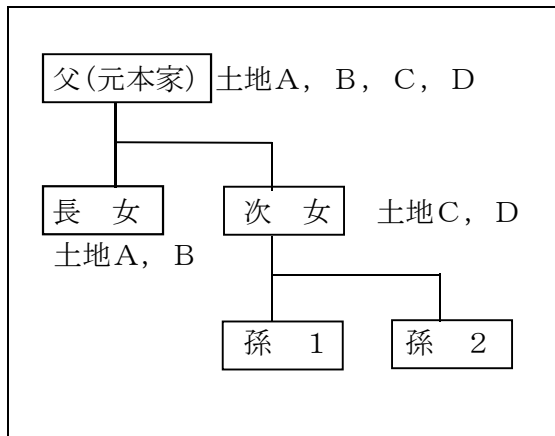 父(元本家) 土地A, B, C, D
長 女
次 女 土地C, D
土地A, B
孫 1
孫 2